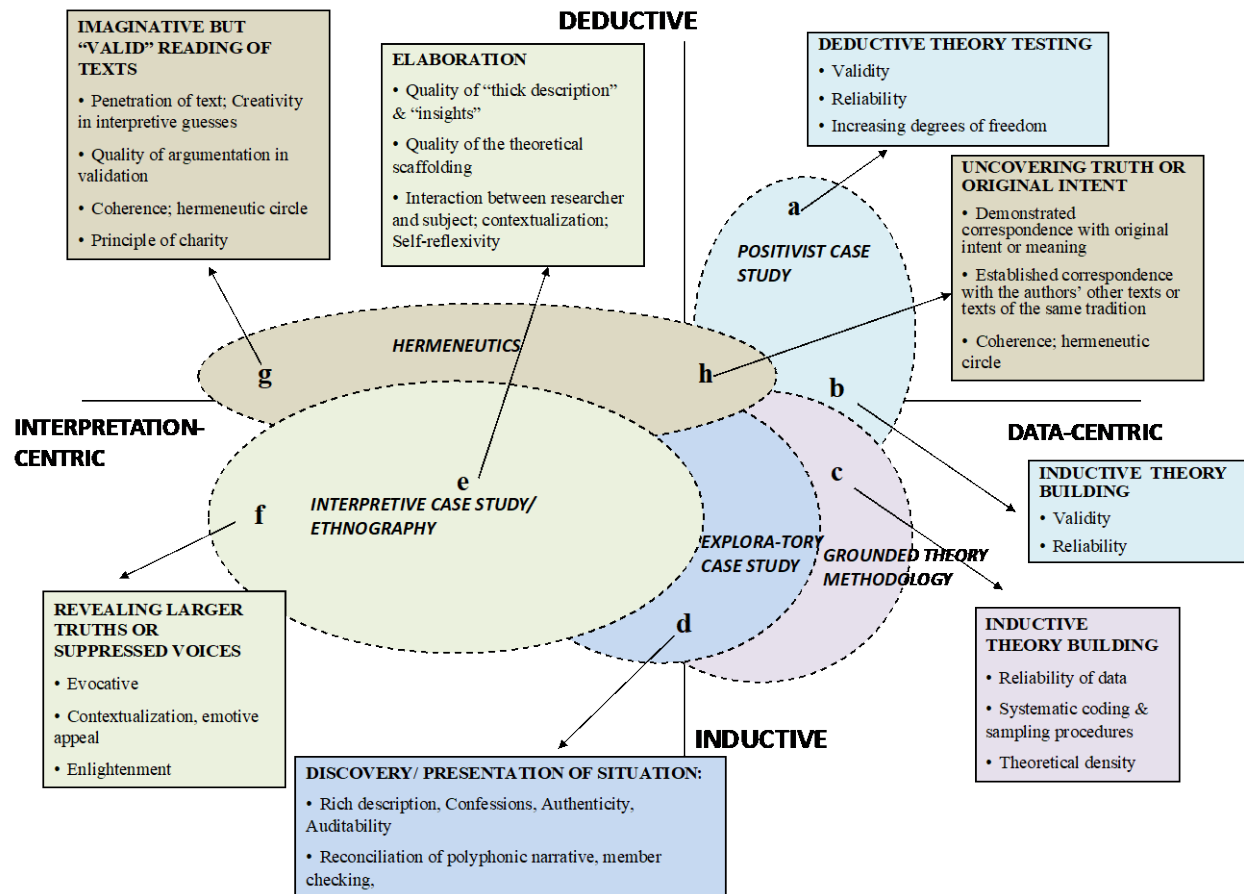 DEDUCTIVE
IMAGINATIVE BUT
“VALID” READING OF
TEXTS
• Penetration of text; Creativity
in interpretive guesses
• Quality of argumentation in
validation
• Coherence; hermeneutic circle
• Principle of charity
ELABORATION
• Quality of “thick description”
& “insights”
• Quality of the theoretical
scaffolding
• Interaction between researcher
and subject; contextualization;
Self-reflexivity
DEDUCTIVE THEORY TESTING
• Validity
• Reliability
• Increasing degrees of freedom
UNCOVERING TRUTH OR
ORIGINAL INTENT
• Demonstrated
correspondence with original
intent or meaning
• Established correspondence
with the authors’ other texts or
texts of the same tradition
• Coherence; hermeneutic
circle
a
POSITIVIST CASE
STUDY
HERMENEUTICS
g
h
b
INTERPRETATION-
CENTRIC
DATA-CENTRIC
e
c
f
INTERPRETIVE CASE STUDY/
ETHNOGRAPHY
EXPLORA-TORY
CASE STUDY
GROUNDED THEORY
METHODOLOGY
d
INDUCTIVE THEORY
BUILDING
• Validity
• Reliability
REVEALING LARGER
TRUTHS OR
SUPPRESSED VOICES
• Evocative
• Contextualization, emotive
appeal
• Enlightenment
INDUCTIVE
THEORY BUILDING
• Reliability of data
• Systematic coding &
sampling procedures
• Theoretical density
INDUCTIVE
DISCOVERY/ PRESENTATION OF SITUATION:
• Rich description, Confessions, Authenticity,
Auditability
• Reconciliation of polyphonic narrative, member
checking,